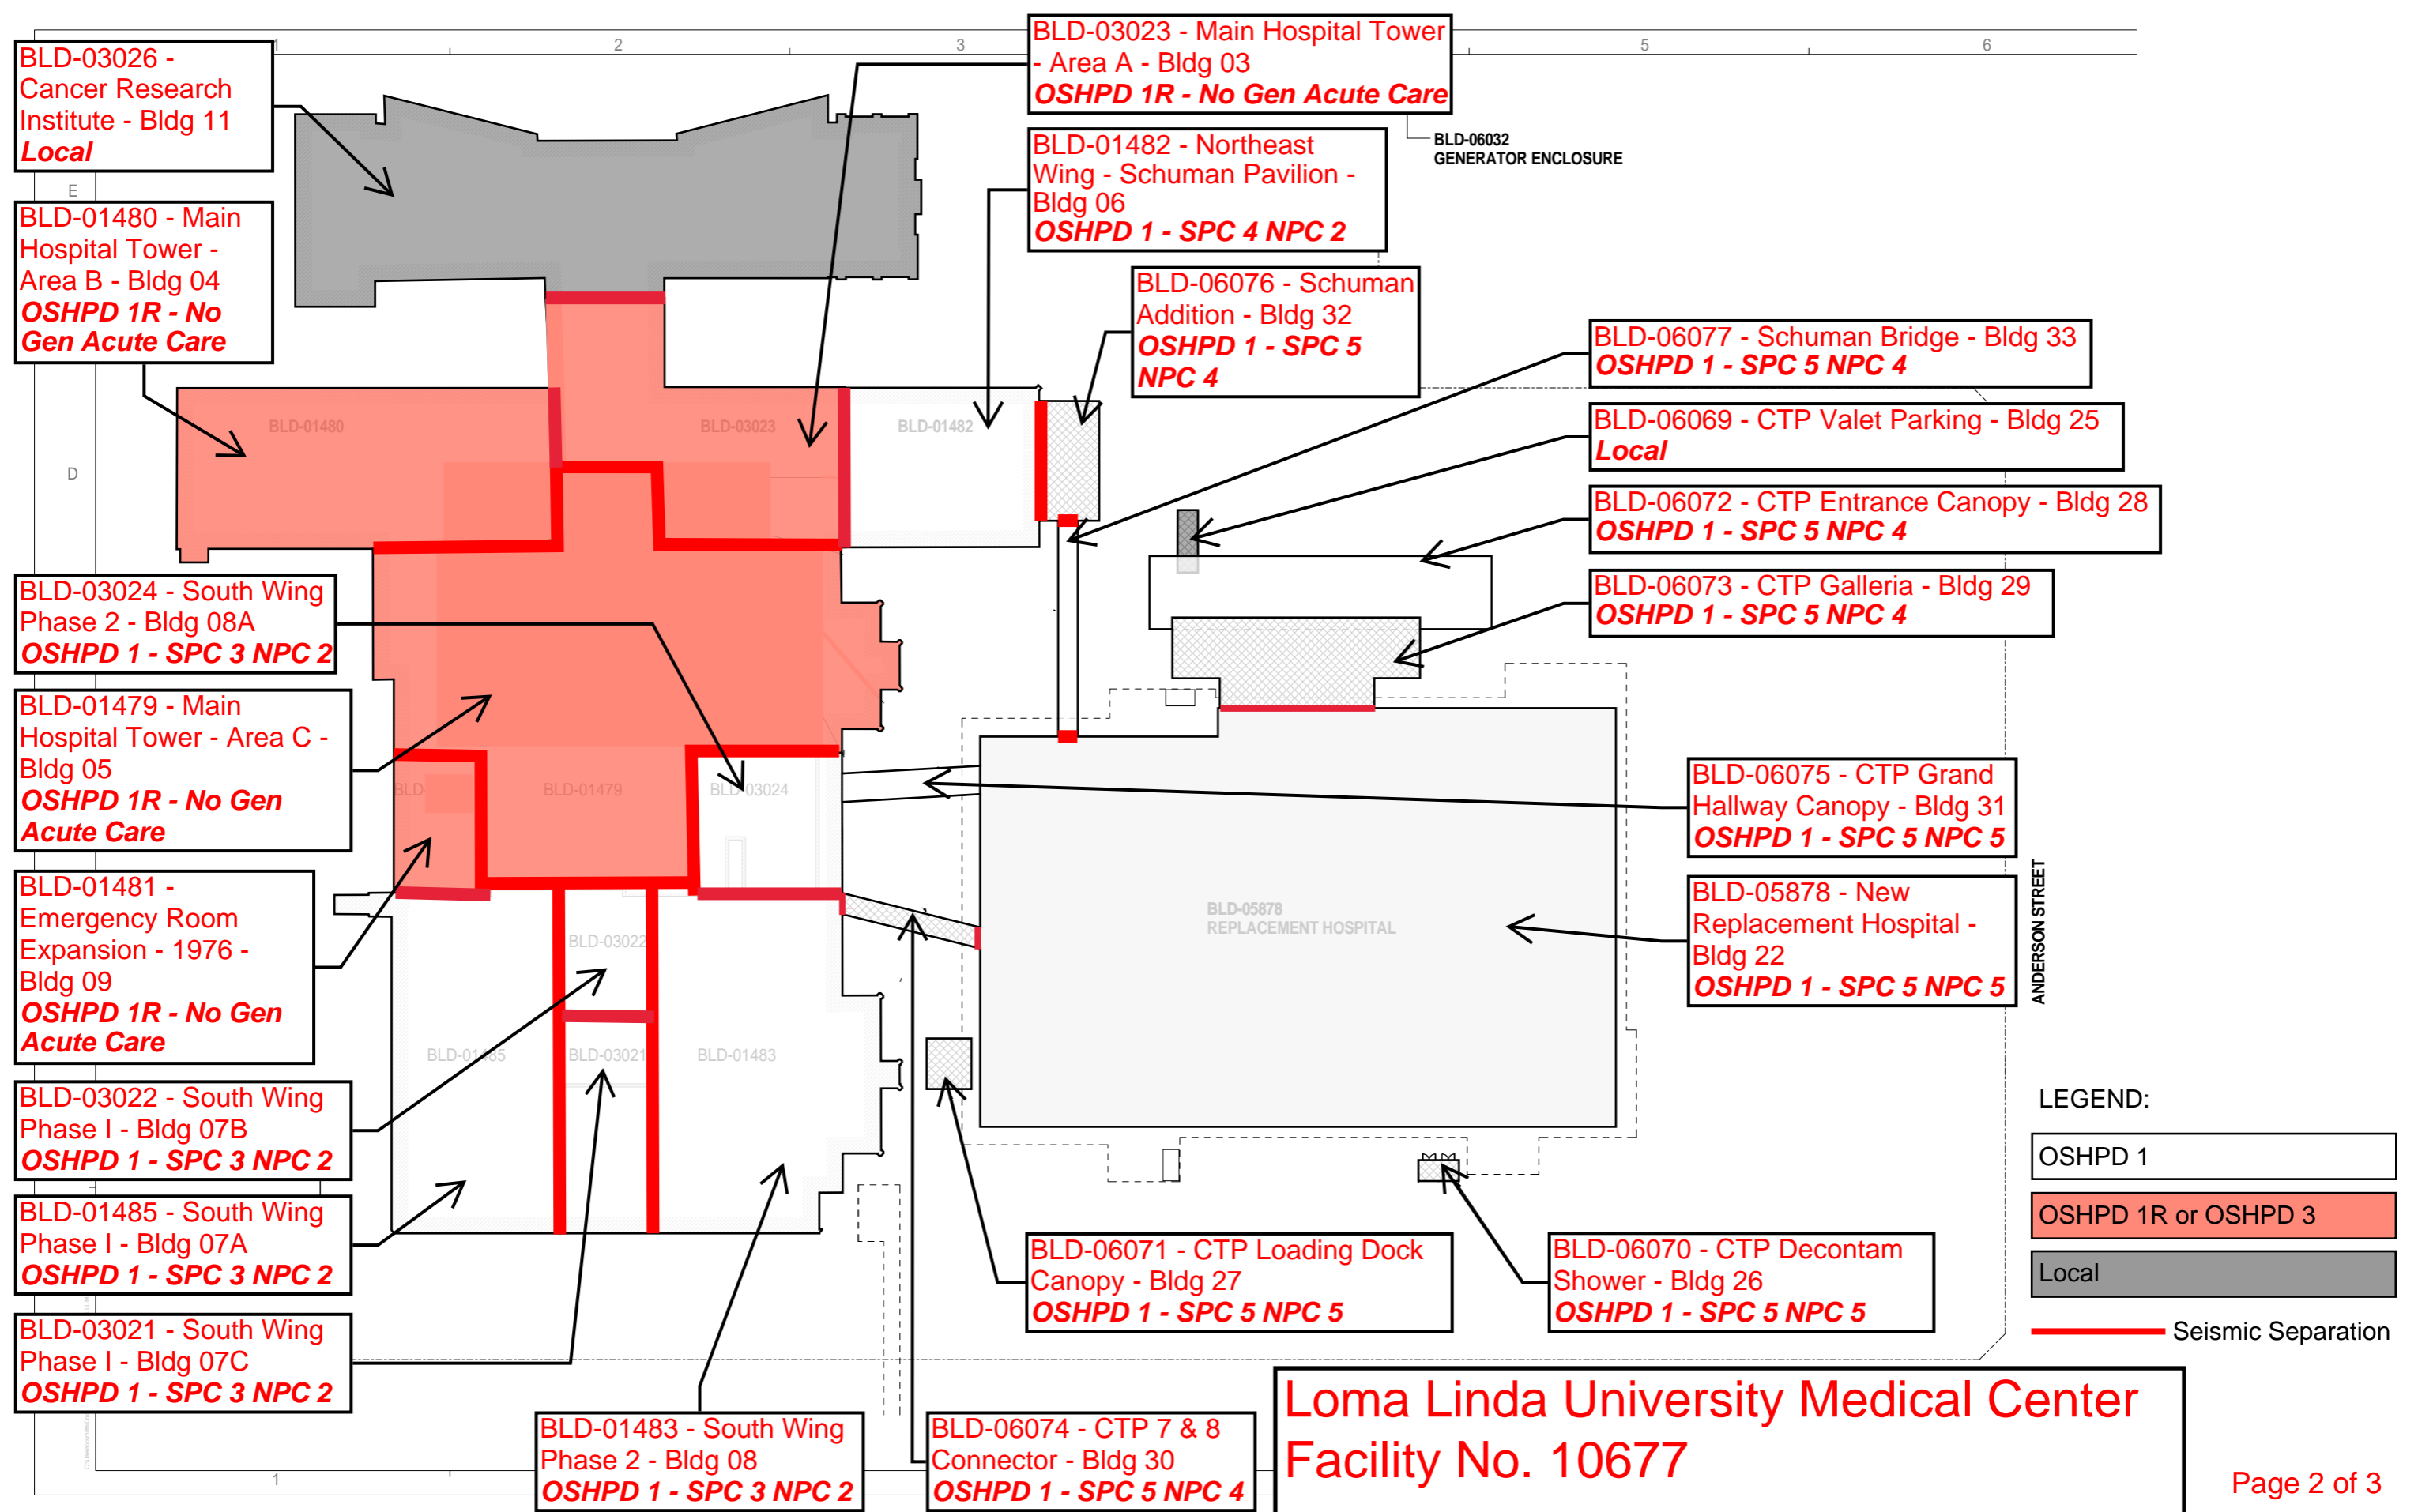 1
2
3
5
6
E
D
1
BLD-03026 -
Cancer Research
Institute - Bldg 11
Local
BLD-01480 - Main
Hospital Tower -
Area B - Bldg 04
OSHPD 1R - No
Gen Acute Care
BLD-03024 - South Wing
Phase 2 - Bldg 08A
OSHPD 1 - SPC 3 NPC 2
BLD-01479 - Main
Hospital Tower - Area C -
Bldg 05
OSHPD 1R - No Gen
Acute Care
BLD-01481 -
Emergency Room
Expansion - 1976 -
Bldg 09
OSHPD 1R - No Gen
Acute Care
BLD-03022 - South Wing
Phase I - Bldg 07B
OSHPD 1 - SPC 3 NPC 2
BLD-01485 - South Wing
Phase I - Bldg 07A
OSHPD 1 - SPC 3 NPC 2
BLD-03021 - South Wing
Phase I - Bldg 07C
OSHPD 1 - SPC 3 NPC 2
BLD-01483 - South Wing
Phase 2 - Bldg 08
OSHPD 1 - SPC 3 NPC 2
BLD-06074 - CTP 7 & 8
Connector - Bldg 30
OSHPD 1 - SPC 5 NPC 4
BLD-03023 - Main Hospital Tower
- Area A - Bldg 03
OSHPD 1R - No Gen Acute Care
BLD-01482 - Northeast
Wing - Schuman Pavilion -
Bldg 06
OSHPD 1 - SPC 4 NPC 2
BLD-06032
GENERATOR ENCLOSURE
BLD-06076 - Schuman
Addition - Bldg 32
OSHPD 1 - SPC 5
NPC 4
BLD-06077 - Schuman Bridge - Bldg 33
OSHPD 1 - SPC 5 NPC 4
BLD-06069 - CTP Valet Parking - Bldg 25
Local
BLD-06072 - CTP Entrance Canopy - Bldg 28
OSHPD 1 - SPC 5 NPC 4
BLD-06073 - CTP Galleria - Bldg 29
OSHPD 1 - SPC 5 NPC 4
BLD-06075 - CTP Grand
Hallway Canopy - Bldg 31
OSHPD 1 - SPC 5 NPC 5
BLD-05878 - New
Replacement Hospital -
Bldg 22
OSHPD 1 - SPC 5 NPC 5
BLD-06071 - CTP Loading Dock
Canopy - Bldg 27
OSHPD 1 - SPC 5 NPC 5
BLD-06070 - CTP Decontam
Shower - Bldg 26
OSHPD 1 - SPC 5 NPC 5
BLD-01480
BLD-03023
BLD-01482
BLD
BLD-01479
BLD-03024
BLD-03022
BLD-01485
BLD-03021
BLD-01483
BLD-05878
REPLACEMENT HOSPITAL
ANDERSON STREET
LEGEND:
OSHPD 1
OSHPD 1R or OSHPD 3
Local
Seismic Separation
Loma Linda University Medical Center
Facility No. 10677
Page 2 of 3